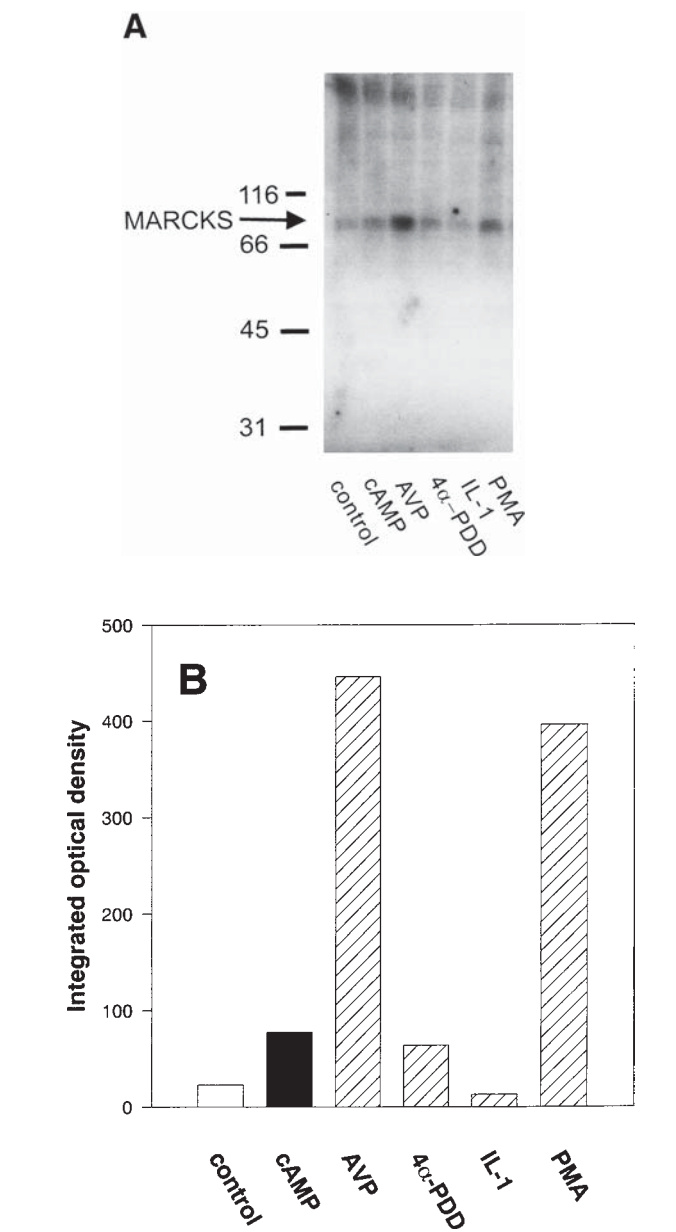 A
116
MARCKS
66
45
31
control
cAMP
AVP
4α-PDD
IL-1
PMA
500
B
400
300
200
100
0
Integrated optical density
control
cAMP
AVP
4α-PDD
IL-1
PMA